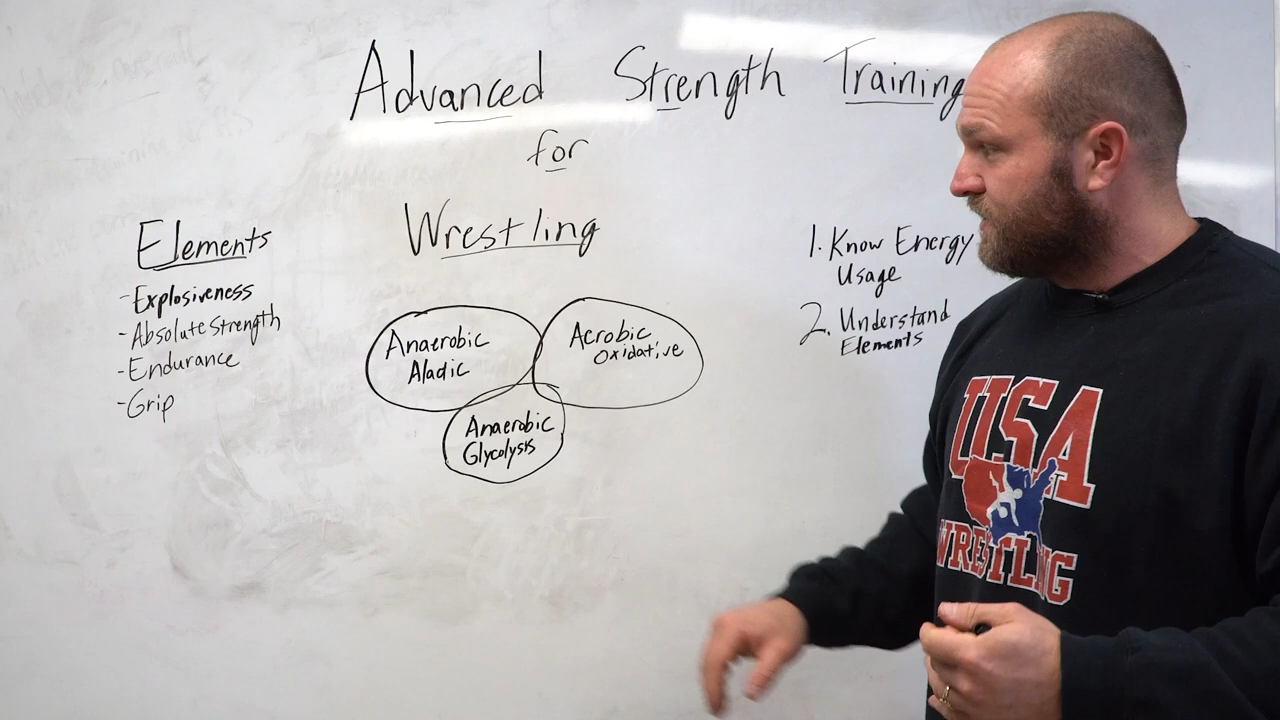 Advanced Strength Training
for
Wrestling
Elements
- Explosiveness
- Absolute Strength
- Endurance
- Grip
Anaerobic
Aladic
Aerobic
Oxidative
Anaerobic
Glycolysis
1. Know Energy
Usage
2. Understand
Elements
USA
WRESTLING